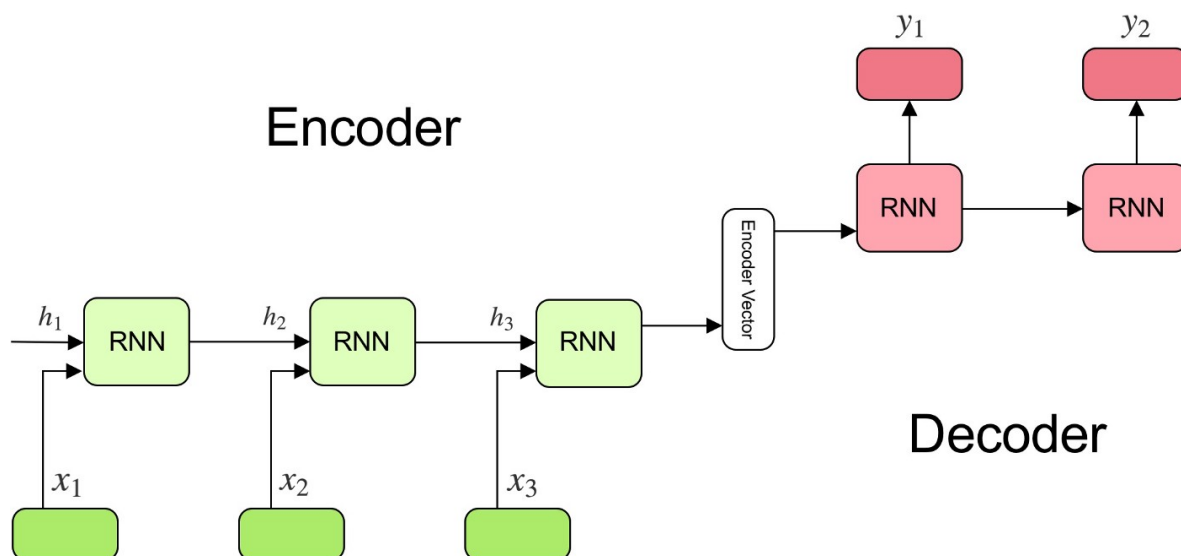 y₁
y₂
Encoder
RNN
RNN
Encoder Vector
h₁
RNN
h₂
RNN
h₃
RNN
Decoder
x₁
x₂
x₃